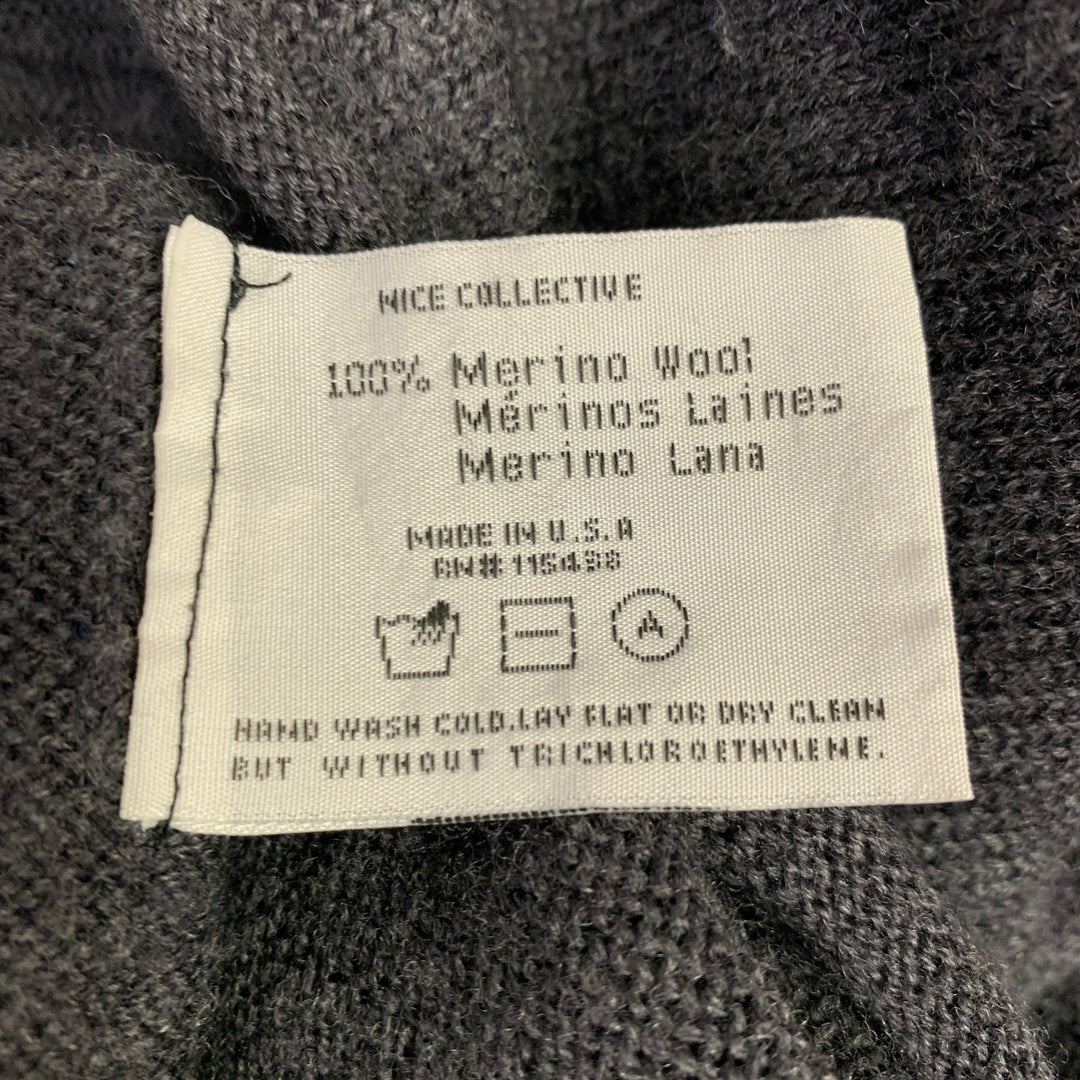 NICE COLLECTIVE
100% Merino Wool
Mérinos Laines
Merino Lana
MADE IN U.S.A
RN# 115498
A
HAND WASH COLD.LAY FLAT OR DRY CLEAN
BUT WITHOUT TRICHLOROETHYLENE.